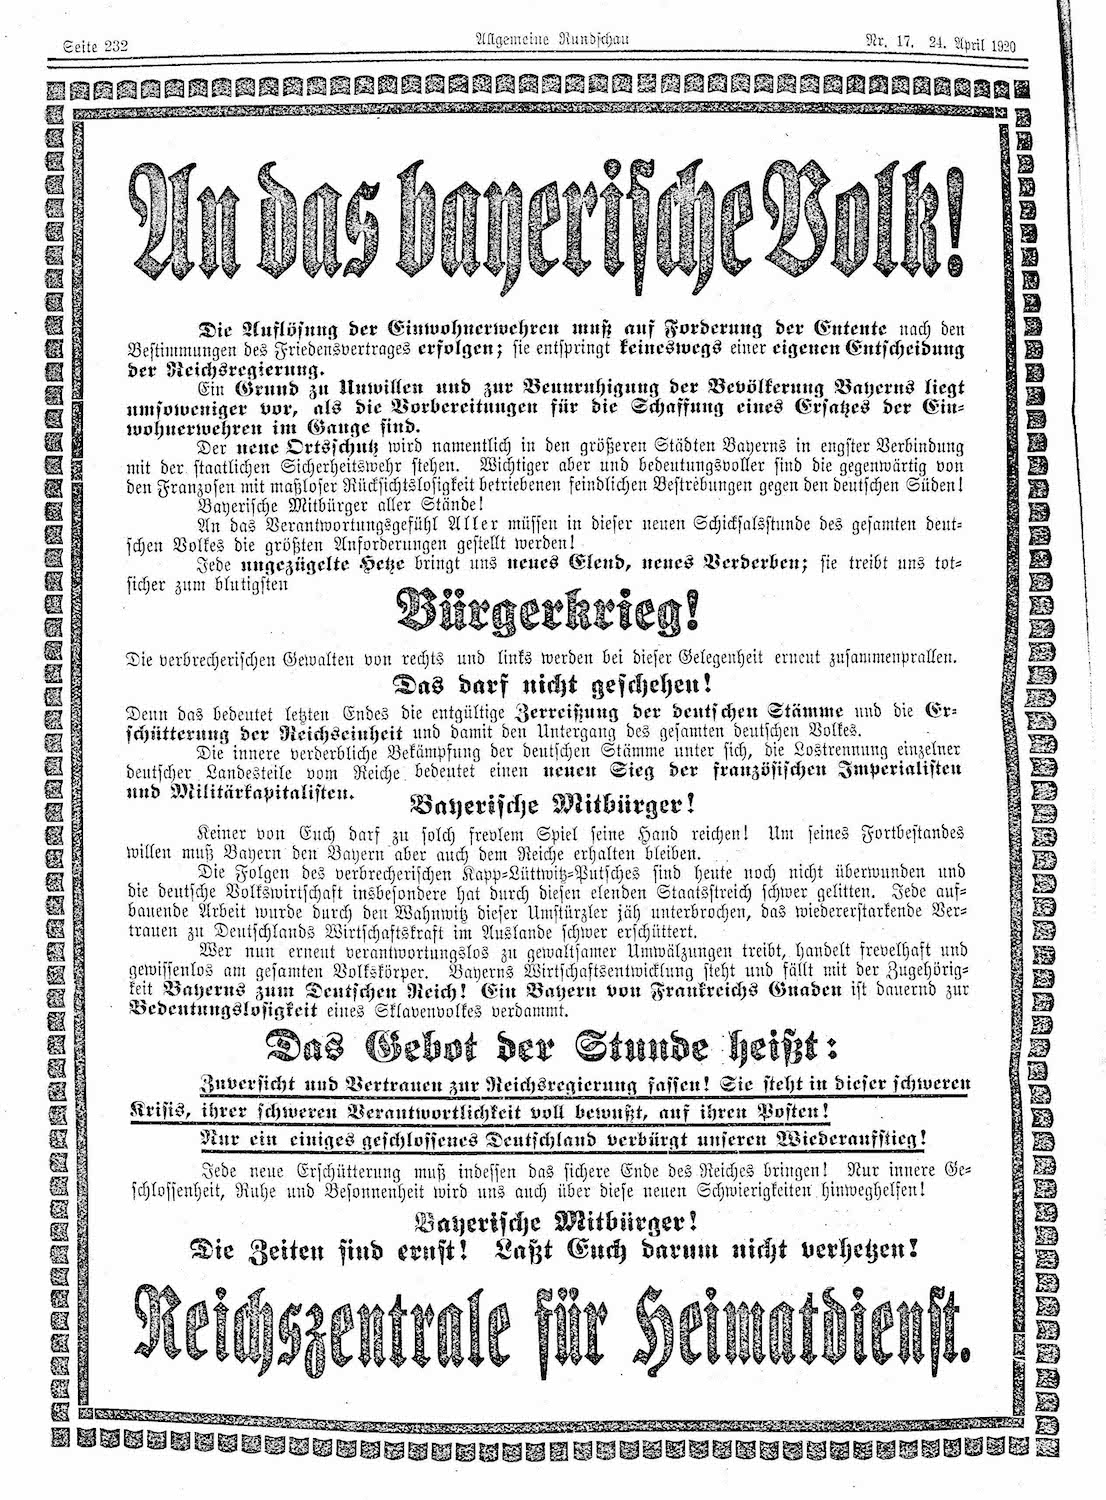 Seite 232
Allgemeine Rundschau
Nr. 17. 24. April 1920
An das bayerische Volk!
Die Auflösung der Einwohnerwehren muß auf Forderung der Entente nach den
Bestimmungen des Friedensvertrages erfolgen; sie entspringt keineswegs einer eigenen Entscheidung
der Reichsregierung.
Ein Grund zu Unwillen und zur Beunruhigung der Bevölkerung Bayerns liegt
umsoweniger vor, als die Vorbereitungen für die Schaffung eines Ersatzes der Ein-
wohnerwehren im Gange sind.
Der neue Ortsschutz wird namentlich in den größeren Städten Bayerns in engster Verbindung
mit der staatlichen Sicherheitswehr stehen. Wichtiger aber und bedeutungsvoller sind die gegenwärtig von
den Franzosen mit maßloser Rücksichtslosigkeit betriebenen feindlichen Bestrebungen gegen den deutschen Süden!
Bayerische Mitbürger aller Stände!
An das Verantwortungsgefühl Aller müssen in dieser neuen Schicksalsstunde des gesamten deut-
schen Volkes die größten Anforderungen gestellt werden!
Jede ungezügelte Hetze bringt uns neues Elend, neues Verderben; sie treibt uns tot-
sicher zum blutigsten
Bürgerkrieg!
Die verbrecherischen Gewalten von rechts und links werden bei dieser Gelegenheit erneut zusammenprallen.
Das darf nicht geschehen!
Denn das bedeutet letzten Endes die entgültige Zerreißung der deutschen Stämme und die Er-
schütterung der Reichseinheit und damit den Untergang des gesamten deutschen Volkes.
Die innere verderbliche Bekämpfung der deutschen Stämme unter sich, die Lostrennung einzelner
deutscher Landesteile vom Reiche bedeutet einen neuen Sieg der französischen Imperialisten
und Militärkapitalisten.
Bayerische Mitbürger!
Keiner von Euch darf zu solch frevlem Spiel seine Hand reichen! Um seines Fortbestandes
willen muß Bayern den Bayern aber auch dem Reiche erhalten bleiben.
Die Folgen des verbrecherischen Kapp-Lüttwitz-Putsches sind heute noch nicht überwunden und
die deutsche Volkswirtschaft insbesondere hat durch diesen elenden Staatsstreich schwer gelitten. Jede auf-
bauende Arbeit wurde durch den Wahnwitz dieser Umstürzler jäh unterbrochen, das wiedererstarkende Ver-
trauen zu Deutschlands Wirtschaftskraft im Auslande schwer erschüttert.
Wer nun erneut verantwortungslos zu gewaltsamer Umwälzungen treibt, handelt frevelhaft und
gewissenlos am gesamten Volkskörper. Bayerns Wirtschaftsentwicklung steht und fällt mit der Zugehörig-
keit Bayerns zum Deutschen Reich! Ein Bayern von Frankreichs Gnaden ist dauernd zur
Bedeutungslosigkeit eines Sklavenvolkes verdammt.
Das Gebot der Stunde heißt:
Zuversicht und Vertrauen zur Reichsregierung fassen! Sie steht in dieser schweren
Krisis, ihrer schweren Verantwortlichkeit voll bewußt, auf ihren Posten!
Nur ein einiges geschlossenes Deutschland verbürgt unseren Wiederaufstieg!
Jede neue Erschütterung muß indessen das sichere Ende des Reiches bringen! Nur innere Ge-
schlossenheit, Ruhe und Besonnenheit wird uns auch über diese neuen Schwierigkeiten hinweghelfen!
Bayerische Mitbürger!
Die Zeiten sind ernst! Laßt Euch darum nicht verhetzen!
Reichszentrale für Heimatdienst.